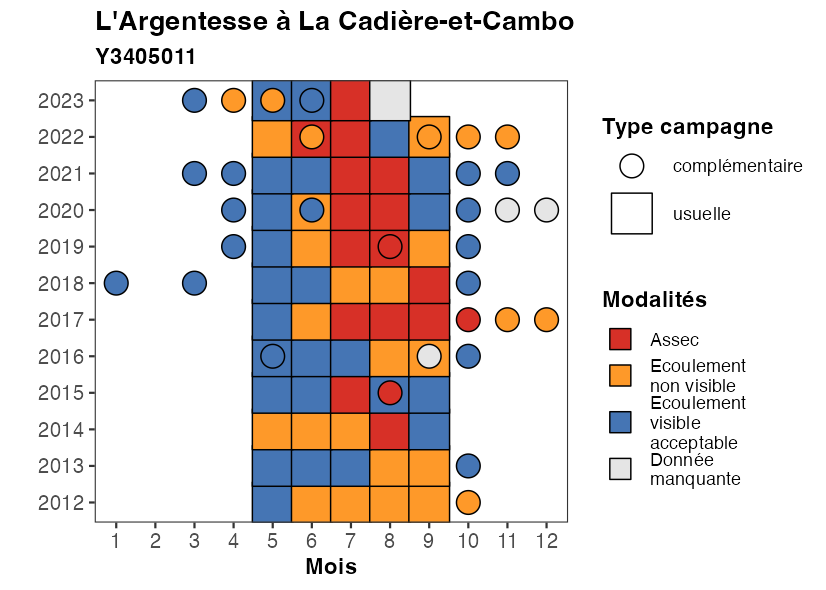 L'Argentesse à La Cadière-et-Cambo
Y3405011
2023
2022
2021
2020
2019
2018
2017
2016
2015
2014
2013
2012
1 2 3 4 5 6 7 8 9 10 11 12
Mois
Type campagne
complémentaire
usuelle
Modalités
Assec
Ecoulement
non visible
Ecoulement
visible
acceptable
Donnée
manquante